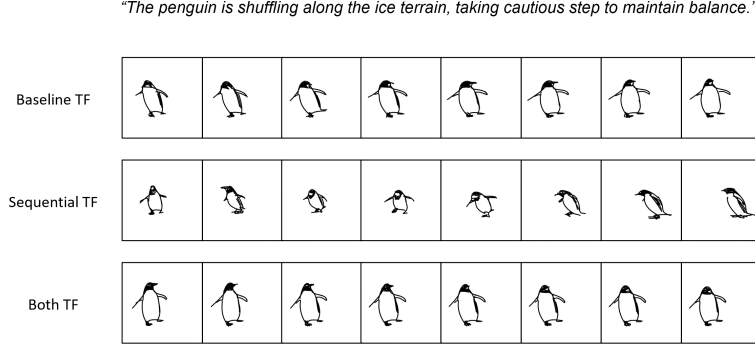 “The penguin is shuffling along the ice terrain, taking cautious step to maintain balance.”
Baseline TF
Sequential TF
Both TF